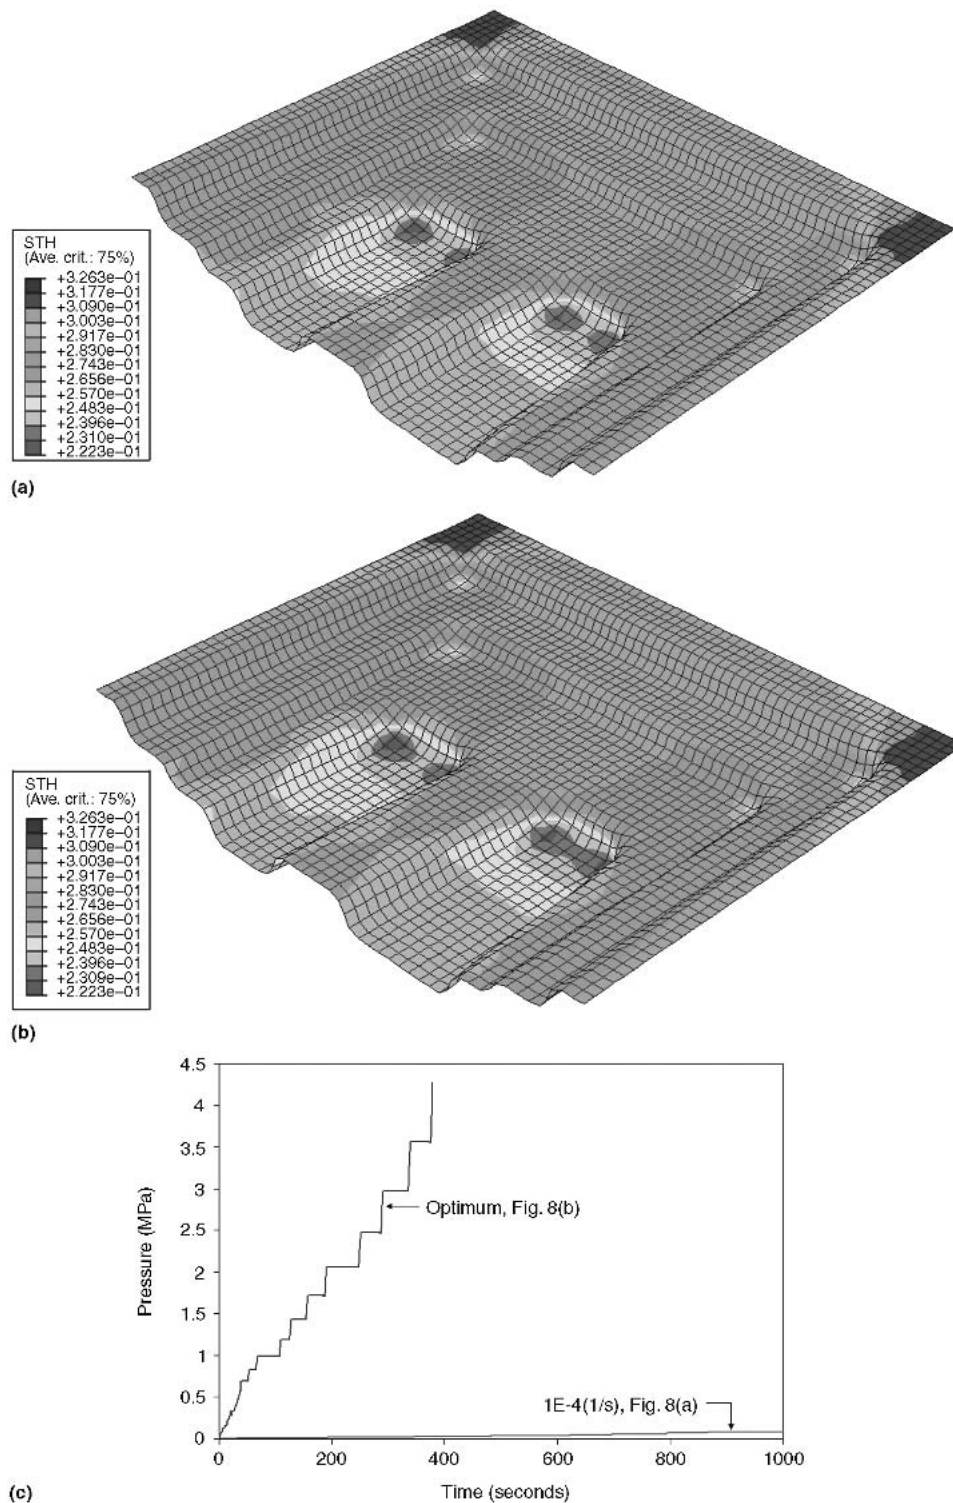 STH
(Ave. crit.: 75%)
+3.263e−01
+3.177e−01
+3.090e−01
+3.003e−01
+2.917e−01
+2.830e−01
+2.743e−01
+2.656e−01
+2.570e−01
+2.483e−01
+2.396e−01
+2.310e−01
+2.223e−01
(a)
STH
(Ave. crit.: 75%)
+3.263e−01
+3.177e−01
+3.090e−01
+3.003e−01
+2.917e−01
+2.830e−01
+2.743e−01
+2.656e−01
+2.570e−01
+2.483e−01
+2.396e−01
+2.309e−01
+2.223e−01
(b)
4.5
4
3.5
3
2.5
2
1.5
1
0.5
0
Pressure (MPa)
Optimum, Fig. 8(b)
1E-4(1/s), Fig. 8(a)
0
200
400
600
800
1000
Time (seconds)
(c)